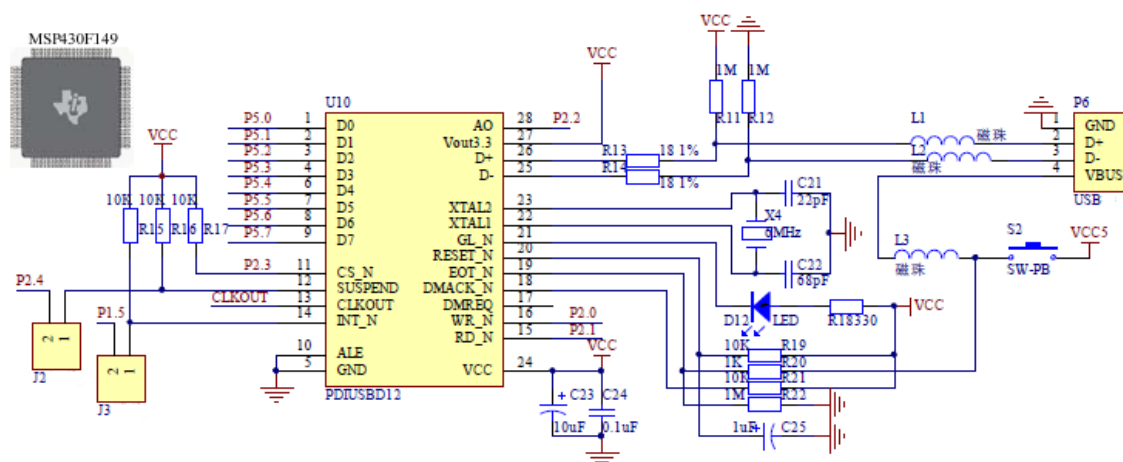 MSP430F149
VCC
10K 10K 10K
R15 R16 R17
P2.4
P1.5
J2
2 1
J3
2 1
CLKOUT
P2.3
P5.0
P5.1
P5.2
P5.3
P5.4
P5.5
P5.6
P5.7
U10
1 D0
2 D1
3 D2
4 D3
6 D4
7 D5
8 D6
9 D7
11 CS_N
12 SUSPEND
13 CLKOUT
14 INT_N
10 ALE
5 GND
AO 28 P2.2
Vout3.3 27
D+ 26
D- 25
XTAL2 23
XTAL1 22
GL_N 21
RESET_N 20
EOT_N 19
DMACK_N 18
DMREQ 17
WR_N 16 P2.0
RD_N 15 P2.1
VCC 24
PDIUSBD12
VCC
VCC
1M 1M
R11 R12
R13 18 1%
R14 18 1%
L1 磁珠
L2 磁珠
P6
1 GND
2 D+
3 D-
4 VBUS
USB
C21
22pF
X4
6MHz
C22
68pF
L3
磁珠
S2
SW-PB
VCC5
D12 LED
R18 330
VCC
10K R19
1K R20
10K R21
1M R22
1uF + C25
VCC
+ C23
10uF
C24
0.1uF